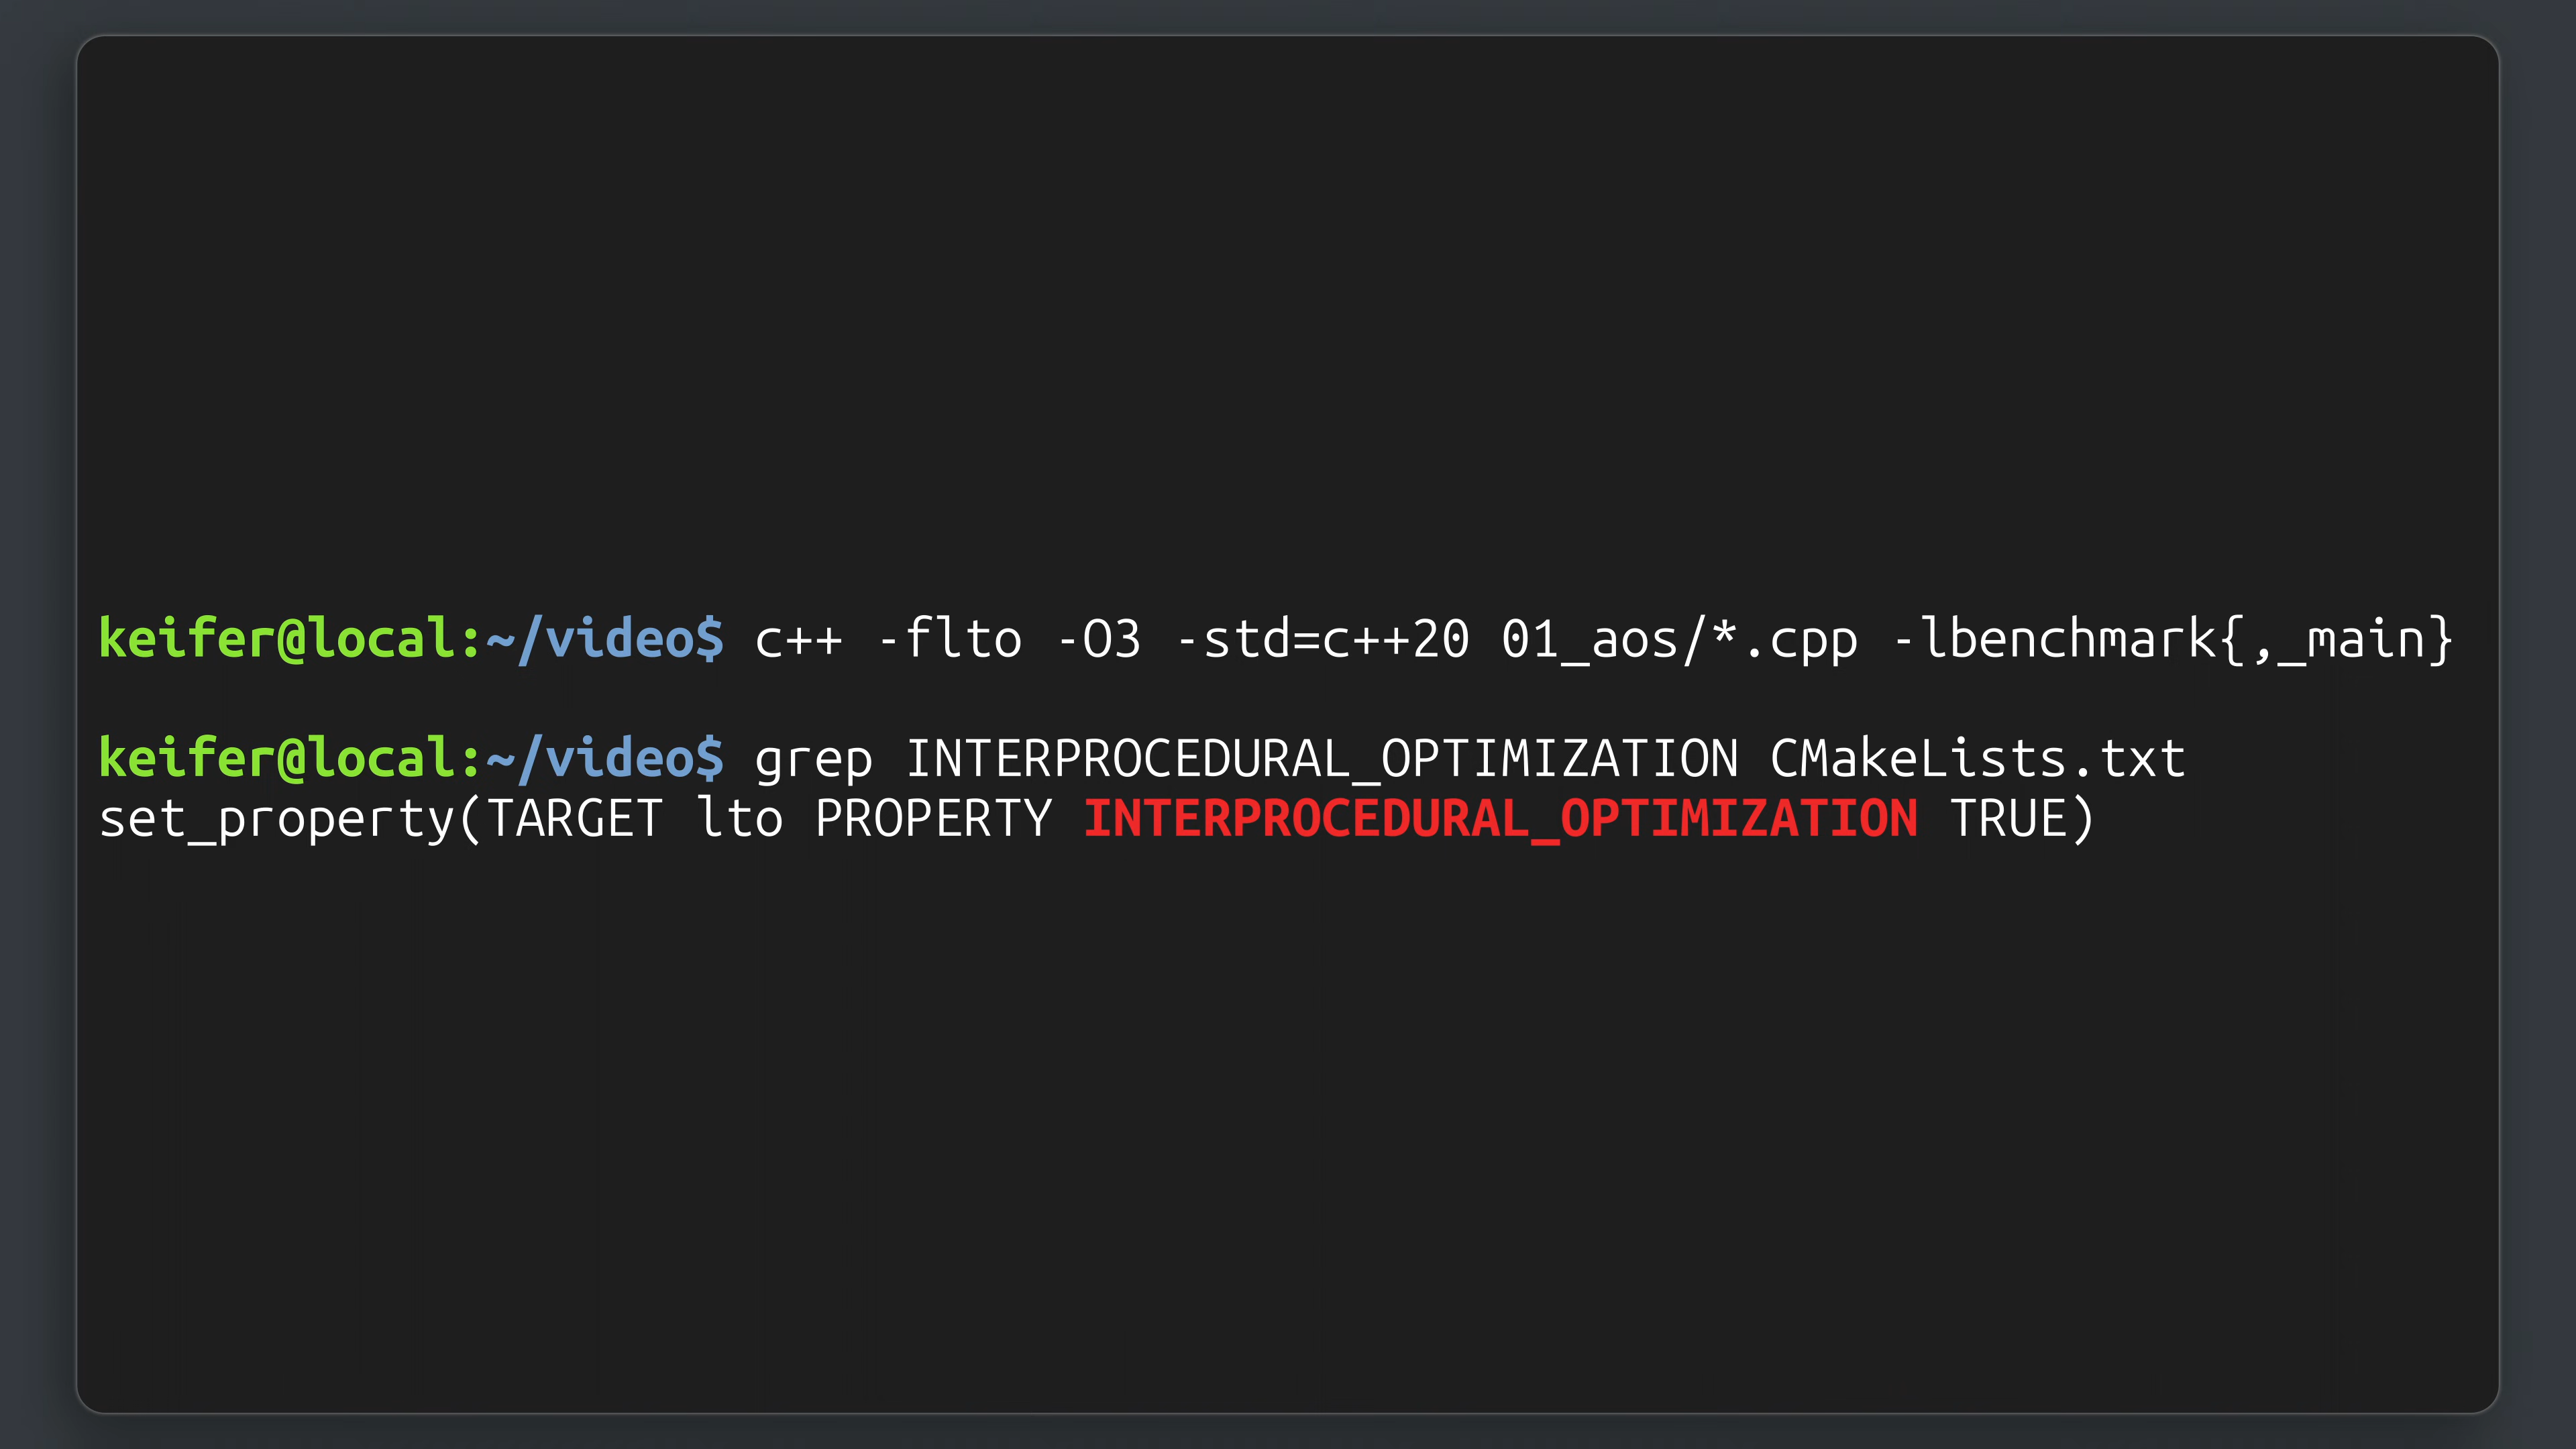 keifer@local:~/video$ c++ -flto -O3 -std=c++20 01_aos/*.cpp -lbenchmark{,_main}
keifer@local:~/video$ grep INTERPROCEDURAL_OPTIMIZATION CMakeLists.txt
set_property(TARGET lto PROPERTY INTERPROCEDURAL_OPTIMIZATION TRUE)